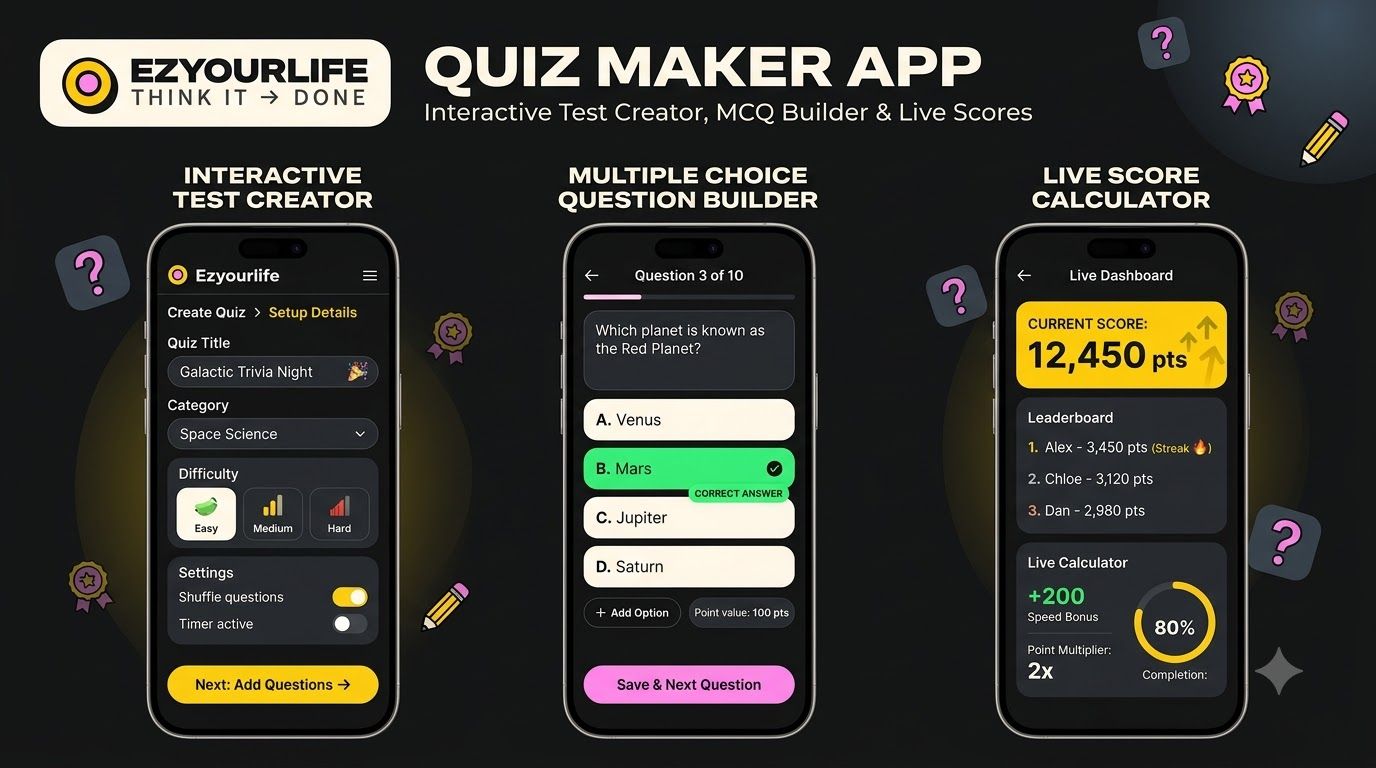 EZYOURLIFE
THINK IT → DONE
QUIZ MAKER APP
Interactive Test Creator, MCQ Builder & Live Scores
INTERACTIVE
TEST CREATOR
Ezyourlife
Create Quiz > Setup Details
Quiz Title
Galactic Trivia Night
Category
Space Science
Difficulty
Easy
Medium
Hard
Settings
Shuffle questions
Timer active
Next: Add Questions →
MULTIPLE CHOICE
QUESTION BUILDER
← Question 3 of 10
Which planet is known as
the Red Planet?
A. Venus
B. Mars
CORRECT ANSWER
C. Jupiter
D. Saturn
+ Add Option
Point value: 100 pts
Save & Next Question
LIVE SCORE
CALCULATOR
← Live Dashboard
CURRENT SCORE:
12,450 pts
Leaderboard
1. Alex - 3,450 pts (Streak 🔥)
2. Chloe - 3,120 pts
3. Dan - 2,980 pts
Live Calculator
+200
Speed Bonus
Point Multiplier:
2x
80%
Completion:
?
?
?
?